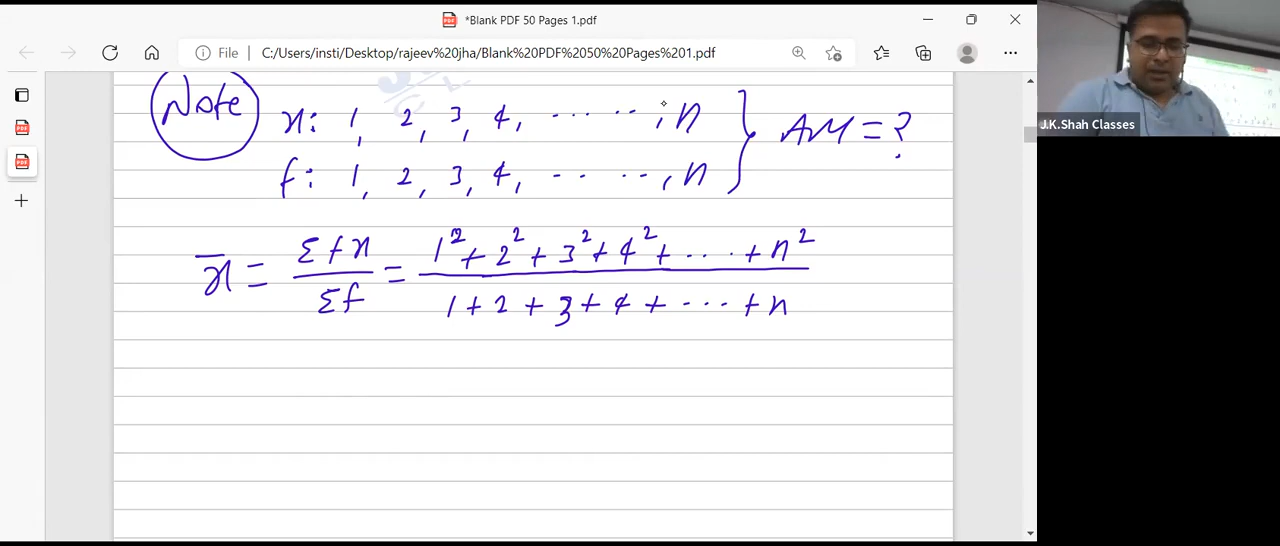 *Blank PDF 50 Pages 1.pdf
File C:/Users/insti/Desktop/rajeev%20jha/Blank%20PDF%2050%20Pages%201.pdf
J.K.Shah Classes
Note x: 1, 2, 3, 4, ......, n } AM = ?
f: 1, 2, 3, 4, ....., n
x̄ = Σfx / Σf = (1² + 2² + 3² + 4² + ... + n²) / (1 + 2 + 3 + 4 + ... + n)